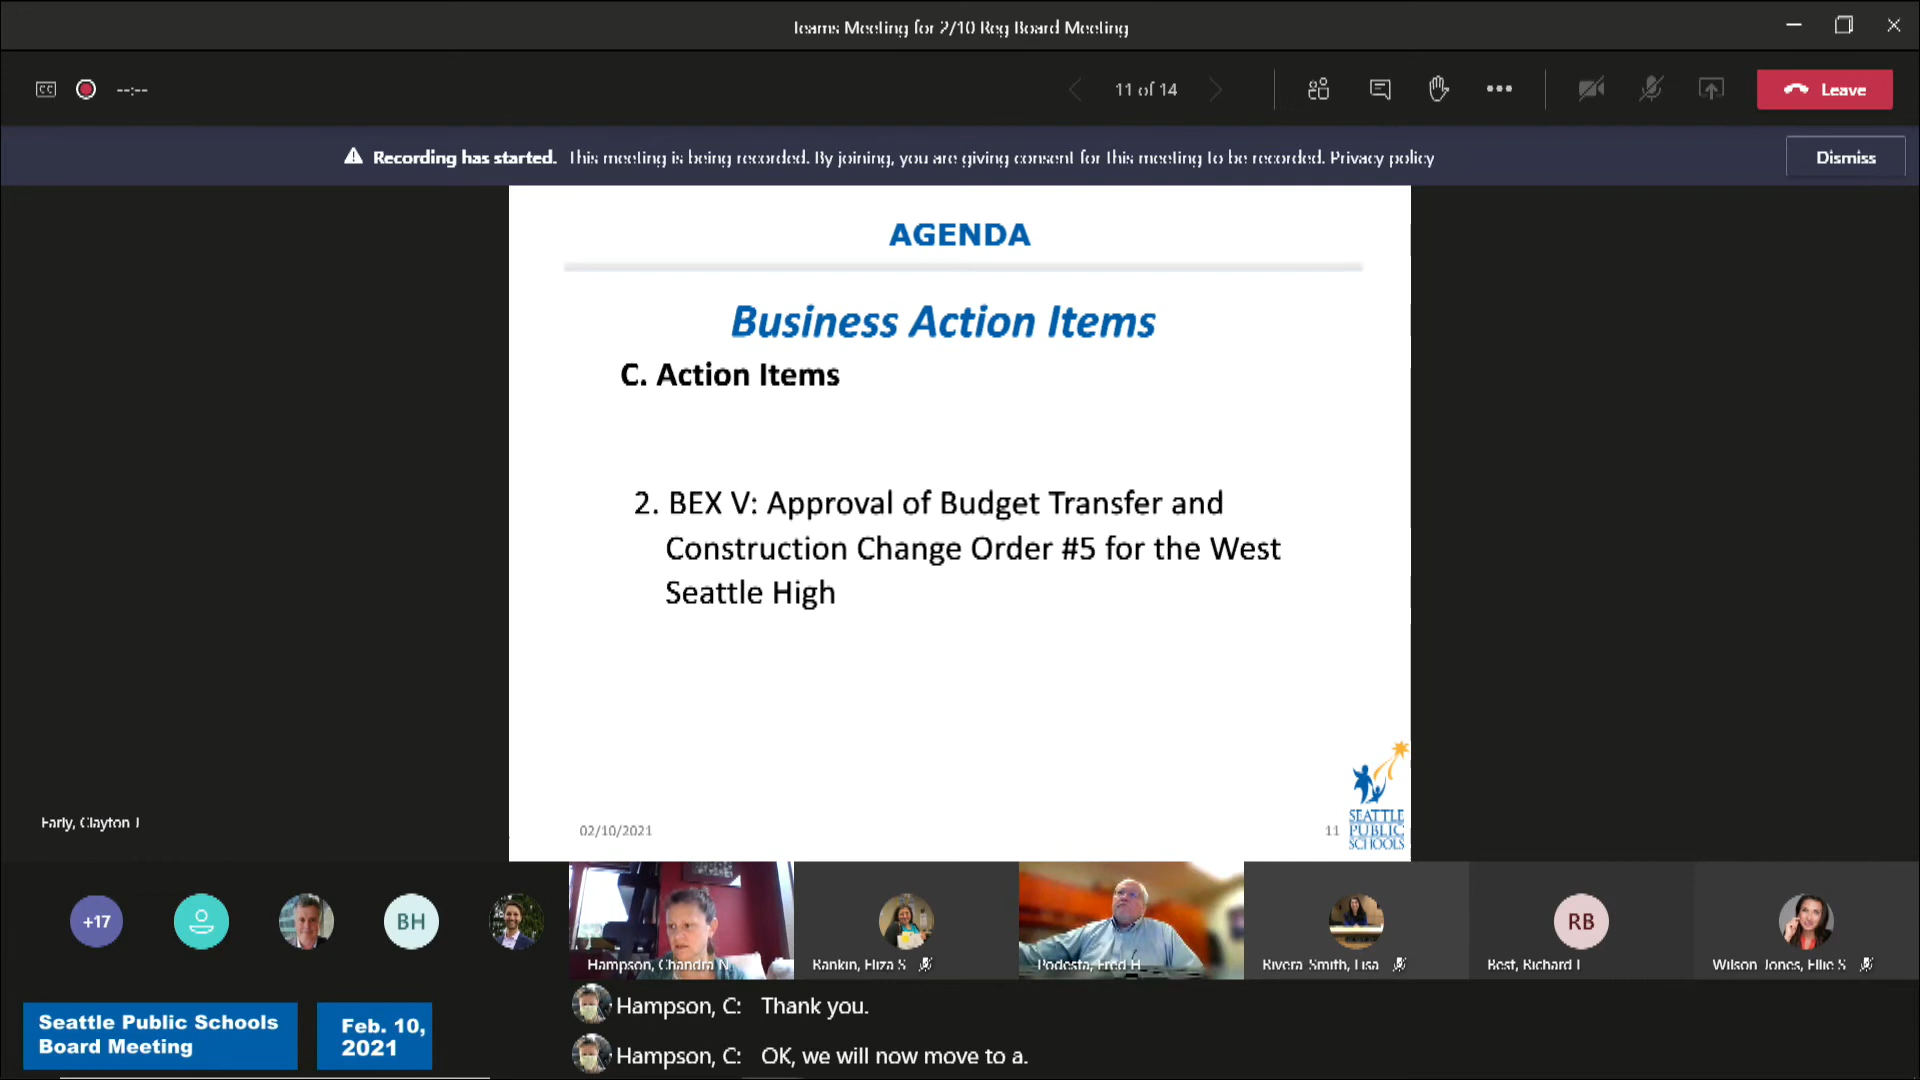 Teams Meeting for 2/10 Reg Board Meeting
CC --:-- 11 of 14 Leave
Recording has started. This meeting is being recorded. By joining, you are giving consent for this meeting to be recorded. Privacy policy Dismiss
AGENDA
Business Action Items
C. Action Items
2. BEX V: Approval of Budget Transfer and
Construction Change Order #5 for the West
Seattle High
Early, Clayton J
02/10/2021 11
SEATTLE
PUBLIC
SCHOOLS
+17 BH RB
Hampson, Chandra N Rankin, Eliza S Podesta, Fred H Rivera Smith, Lisa Best, Richard L Wilson Jones, Ellie S
Hampson, C: Thank you.
Hampson, C: OK, we will now move to a.
Seattle Public Schools
Board Meeting
Feb. 10,
2021